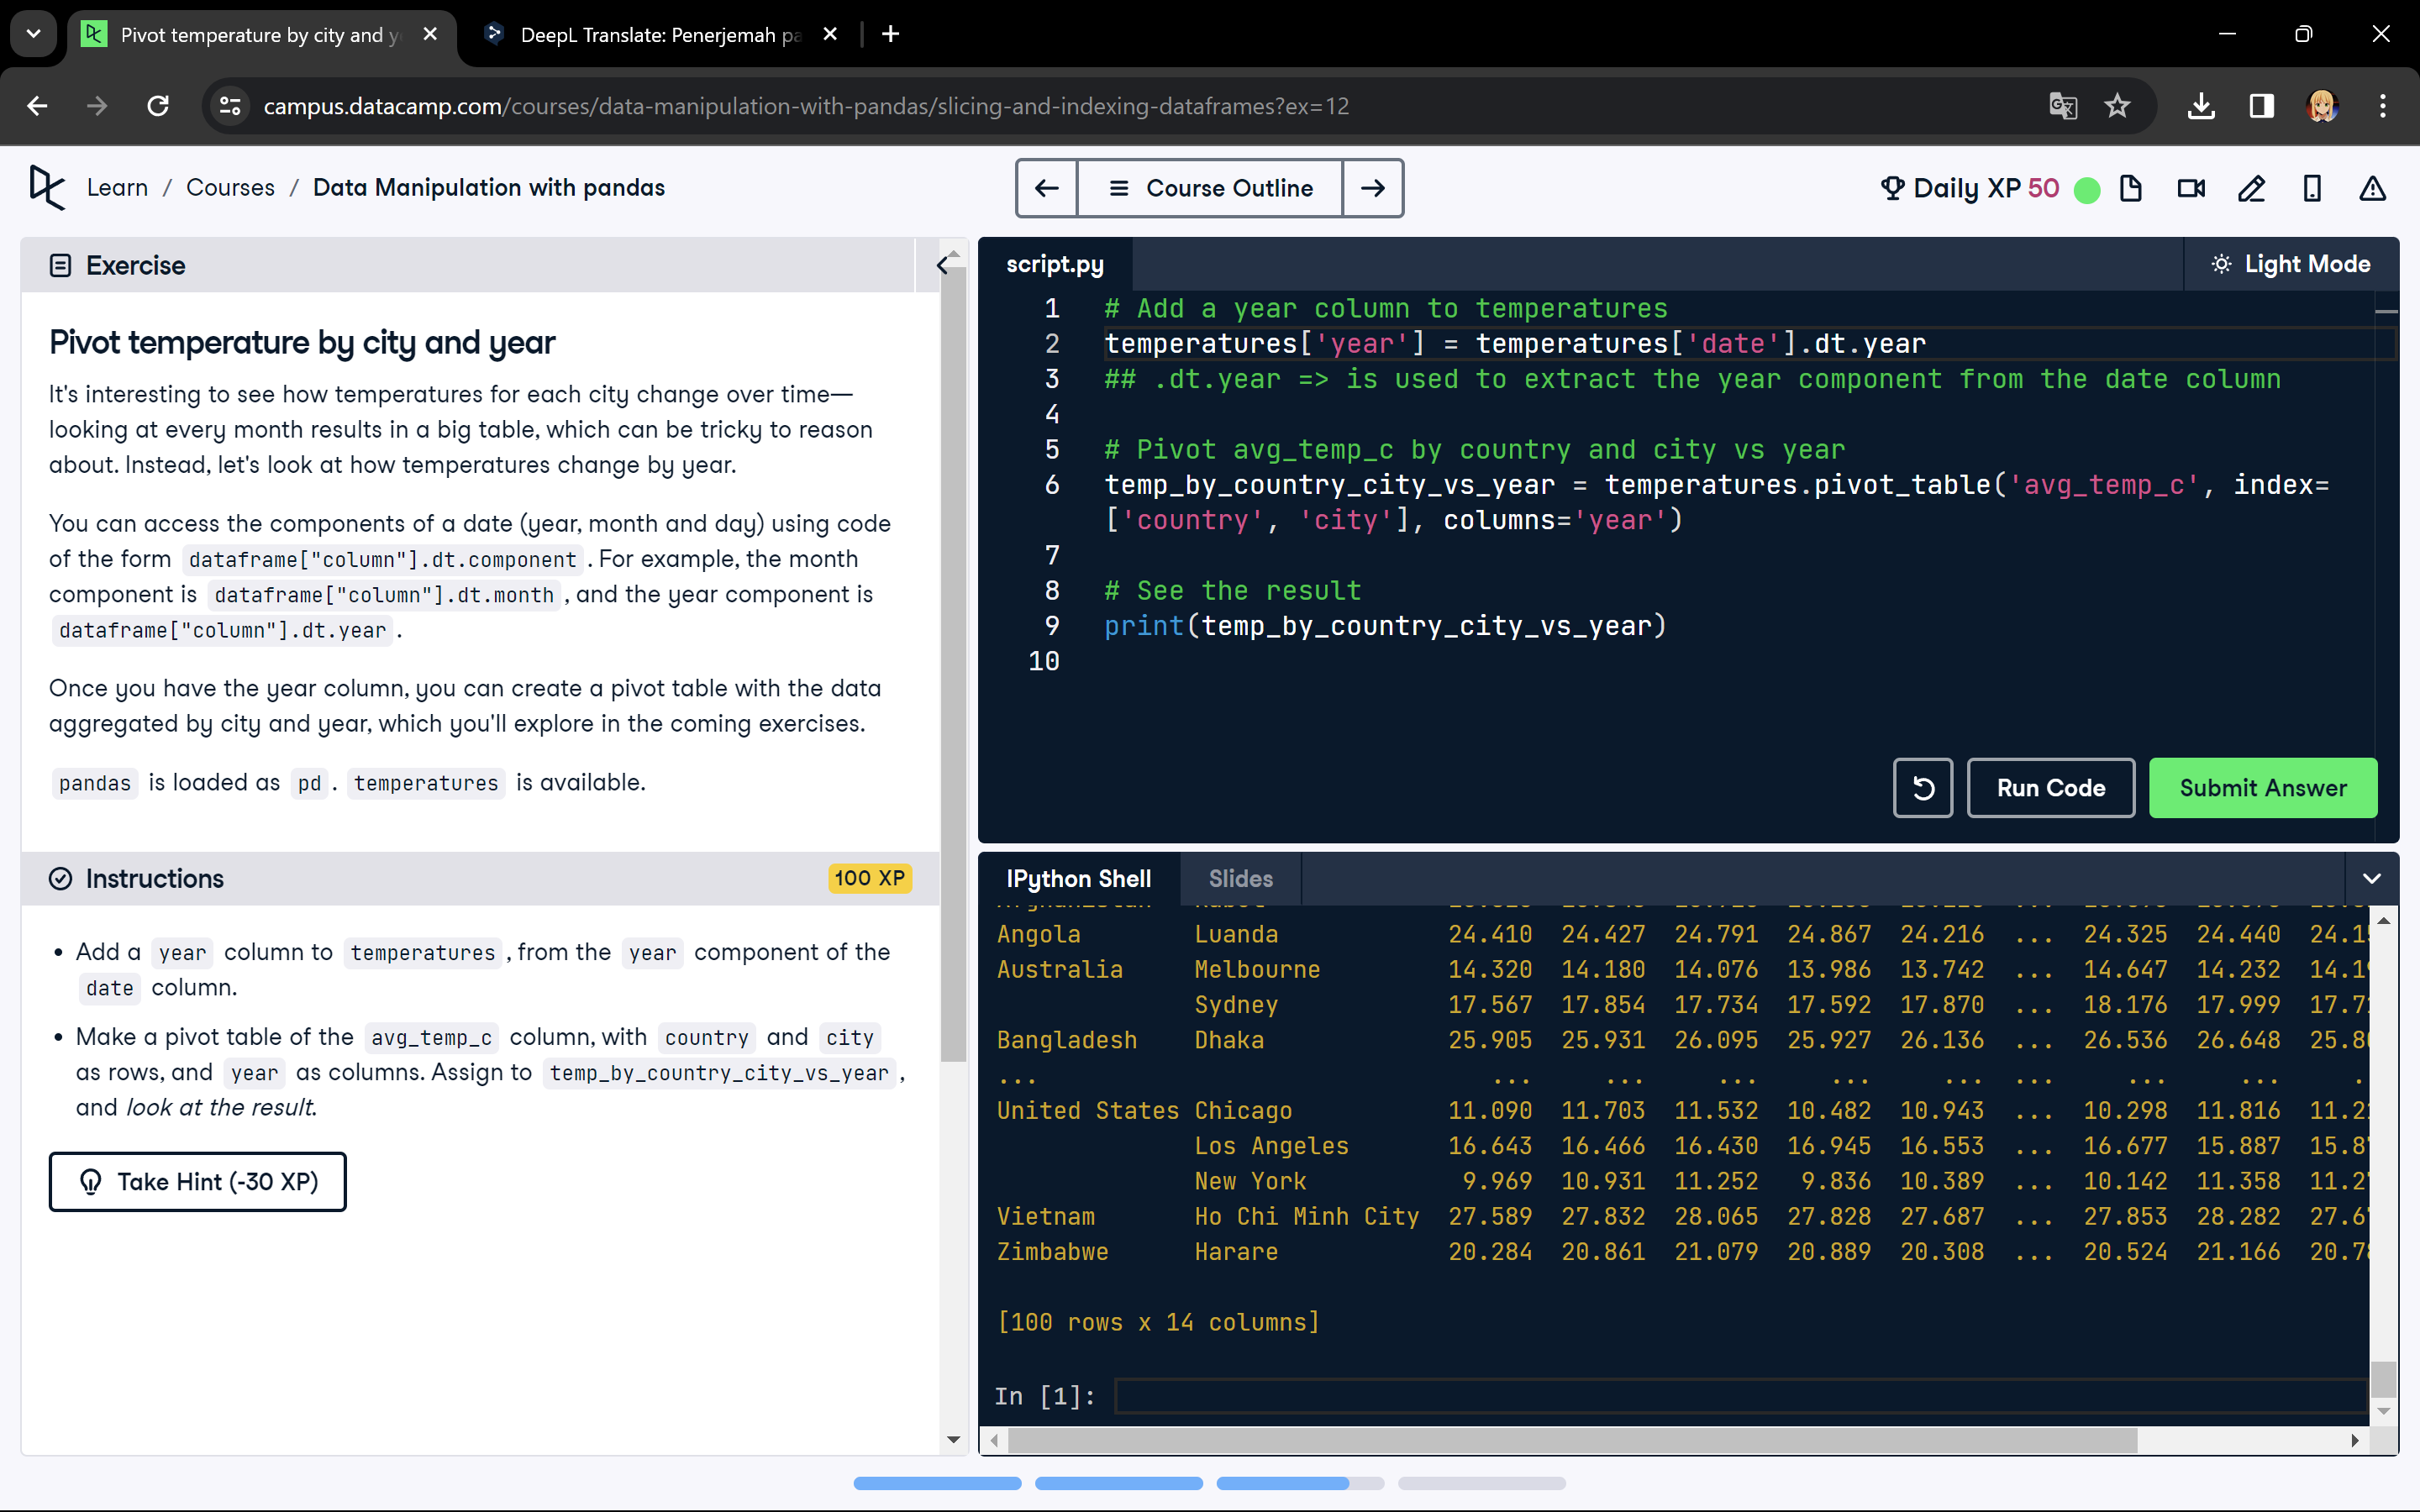 Pivot temperature by city and y
DeepL Translate: Penerjemah pa
campus.datacamp.com/courses/data-manipulation-with-pandas/slicing-and-indexing-dataframes?ex=12
Learn / Courses / Data Manipulation with pandas
Course Outline
Daily XP 50
Exercise
Pivot temperature by city and year
It's interesting to see how temperatures for each city change over time—
looking at every month results in a big table, which can be tricky to reason
about. Instead, let's look at how temperatures change by year.
You can access the components of a date (year, month and day) using code
of the form dataframe["column"].dt.component. For example, the month
component is dataframe["column"].dt.month, and the year component is
dataframe["column"].dt.year.
Once you have the year column, you can create a pivot table with the data
aggregated by city and year, which you'll explore in the coming exercises.
pandas is loaded as pd. temperatures is available.
Instructions
100 XP
• Add a year column to temperatures, from the year component of the
date column.
• Make a pivot table of the avg_temp_c column, with country and city
as rows, and year as columns. Assign to temp_by_country_city_vs_year,
and look at the result.
Take Hint (-30 XP)
script.py
Light Mode
1 # Add a year column to temperatures
2 temperatures['year'] = temperatures['date'].dt.year
3 ## .dt.year => is used to extract the year component from the date column
4
5 # Pivot avg_temp_c by country and city vs year
6 temp_by_country_city_vs_year = temperatures.pivot_table('avg_temp_c', index=
['country', 'city'], columns='year')
7
8 # See the result
9 print(temp_by_country_city_vs_year)
10
Run Code
Submit Answer
IPython Shell
Slides
Angola Luanda 24.410 24.427 24.791 24.867 24.216 ... 24.325 24.440 24.1
Australia Melbourne 14.320 14.180 14.076 13.986 13.742 ... 14.647 14.232 14.1
Sydney 17.567 17.854 17.734 17.592 17.870 ... 18.176 17.999 17.7
Bangladesh Dhaka 25.905 25.931 26.095 25.927 26.136 ... 26.536 26.648 25.8
... ... ... ... ... ... ... ... ... .
United States Chicago 11.090 11.703 11.532 10.482 10.943 ... 10.298 11.816 11.2
Los Angeles 16.643 16.466 16.430 16.945 16.553 ... 16.677 15.887 15.8
New York 9.969 10.931 11.252 9.836 10.389 ... 10.142 11.358 11.2
Vietnam Ho Chi Minh City 27.589 27.832 28.065 27.828 27.687 ... 27.853 28.282 27.6
Zimbabwe Harare 20.284 20.861 21.079 20.889 20.308 ... 20.524 21.166 20.7
[100 rows x 14 columns]
In [1]: